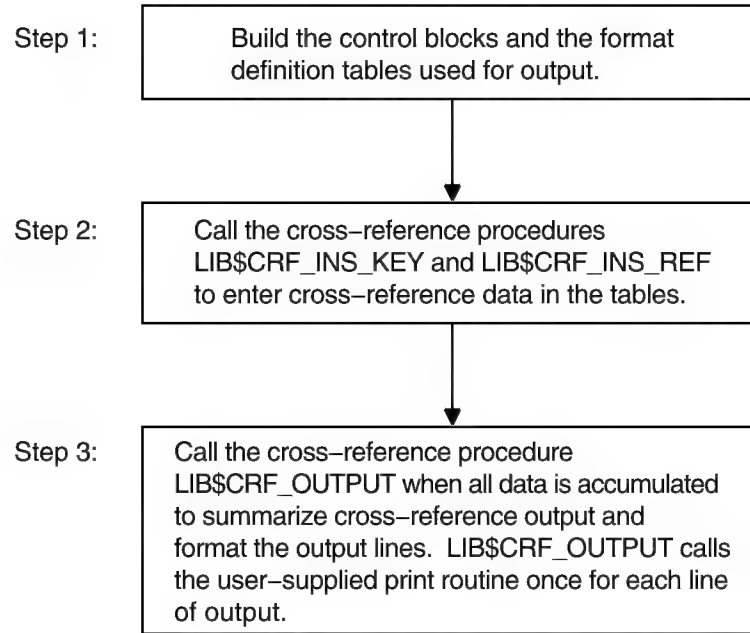 Step 1:
Build the control blocks and the format
definition tables used for output.
Step 2:
Call the cross–reference procedures
LIB$CRF_INS_KEY and LIB$CRF_INS_REF
to enter cross–reference data in the tables.
Step 3:
Call the cross–reference procedure
LIB$CRF_OUTPUT when all data is accumulated
to summarize cross–reference output and
format the output lines.  LIB$CRF_OUTPUT calls
the user–supplied print routine once for each line
of output.